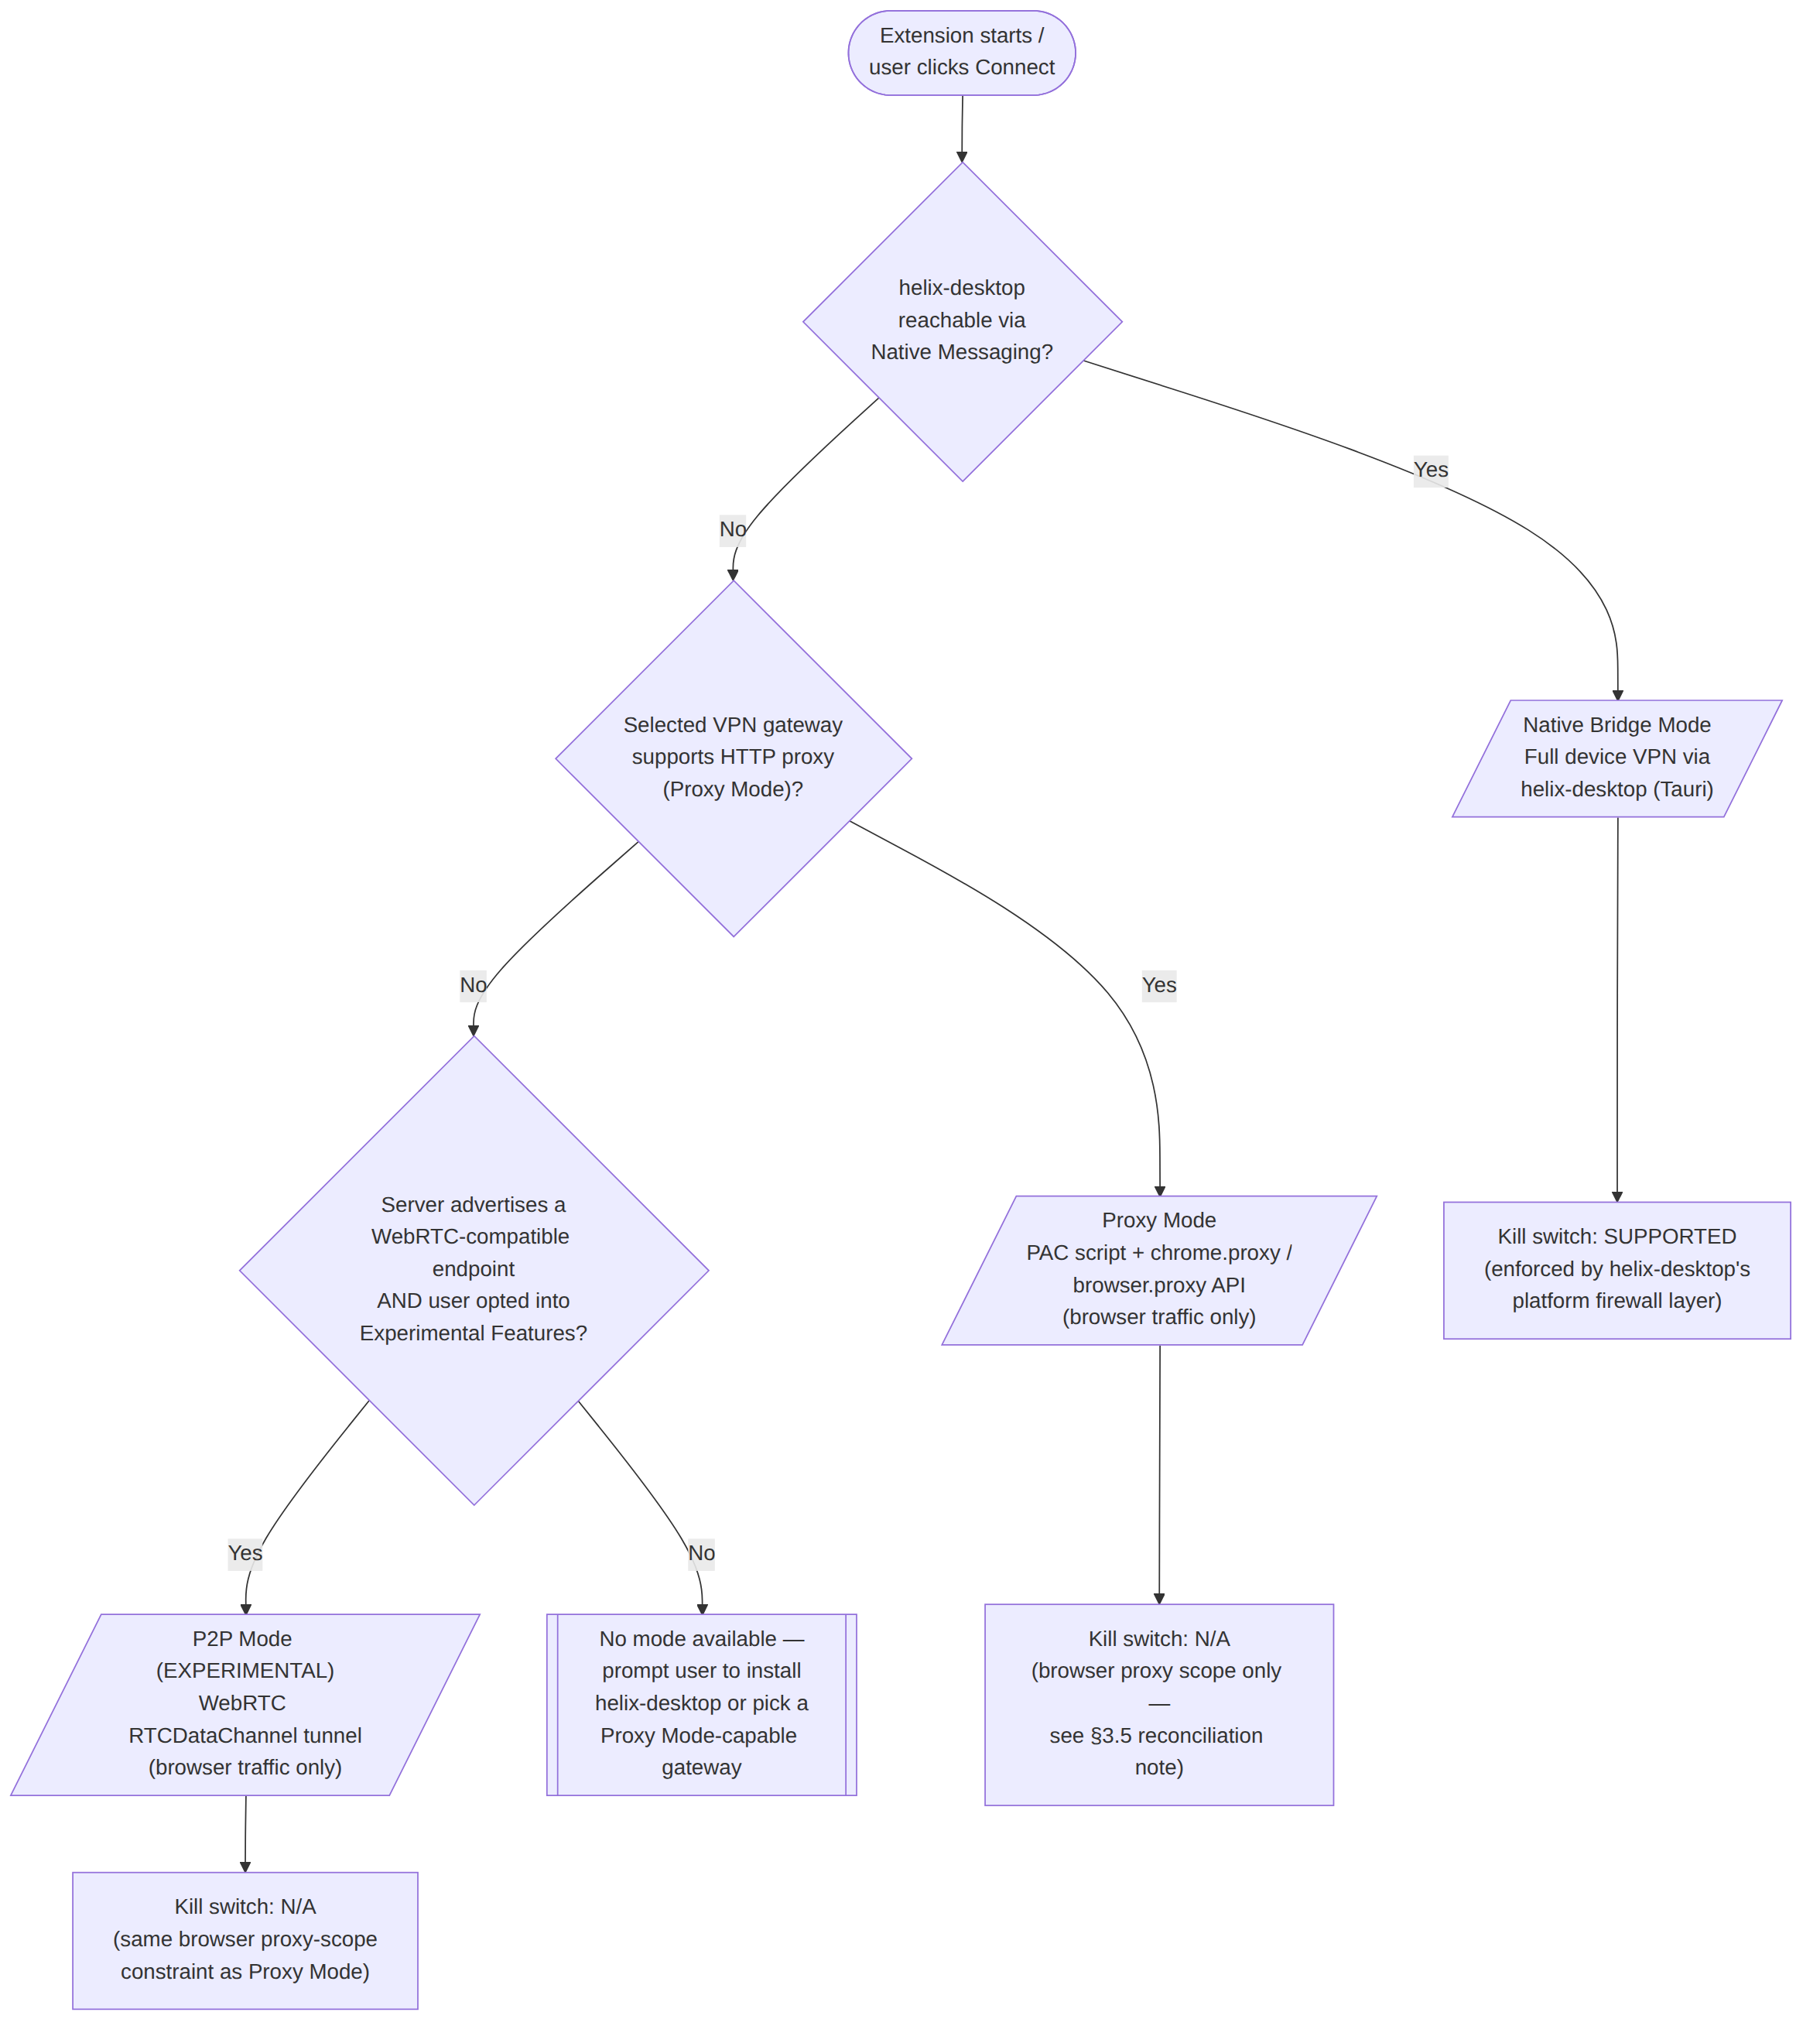 Extension starts /
user clicks Connect
helix-desktop
reachable via
Native Messaging?
Yes
No
Selected VPN gateway
supports HTTP proxy
(Proxy Mode)?
Native Bridge Mode
Full device VPN via
helix-desktop (Tauri)
No
Yes
Server advertises a
WebRTC-compatible
endpoint
AND user opted into
Experimental Features?
Proxy Mode
PAC script + chrome.proxy /
browser.proxy API
(browser traffic only)
Kill switch: SUPPORTED
(enforced by helix-desktop's
platform firewall layer)
Yes
No
P2P Mode
(EXPERIMENTAL)
WebRTC
RTCDataChannel tunnel
(browser traffic only)
No mode available —
prompt user to install
helix-desktop or pick a
Proxy Mode-capable
gateway
Kill switch: N/A
(browser proxy scope only
—
see §3.5 reconciliation
note)
Kill switch: N/A
(same browser proxy-scope
constraint as Proxy Mode)